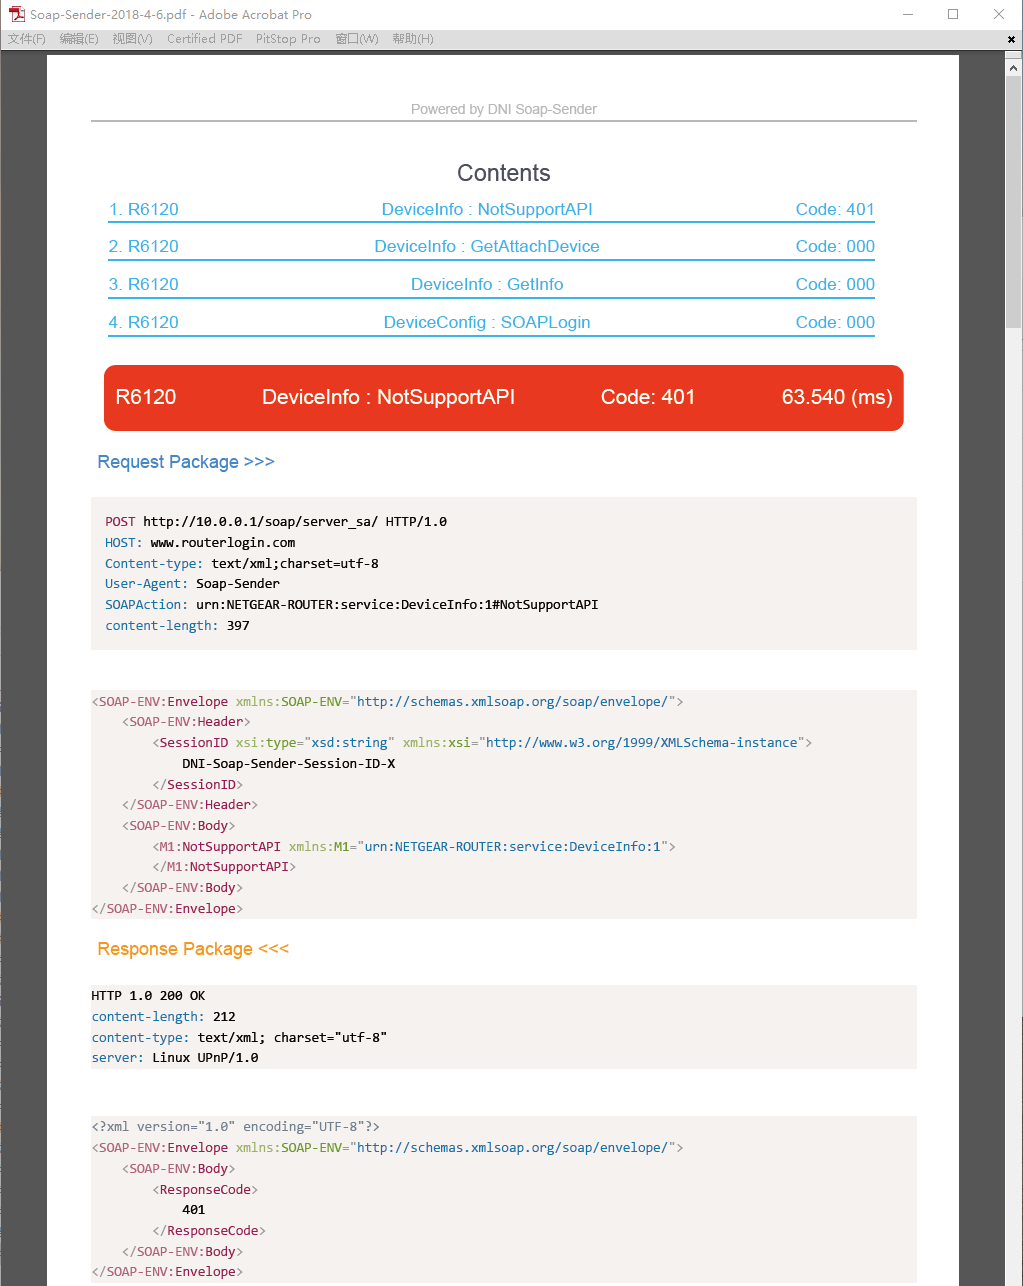 Soap-Sender-2018-4-6.pdf - Adobe Acrobat Pro
文件(F) 编辑(E) 视图(V) Certified PDF PitStop Pro 窗口(W) 帮助(H)
Powered by DNI Soap-Sender
Contents
1. R6120 DeviceInfo : NotSupportAPI Code: 401
2. R6120 DeviceInfo : GetAttachDevice Code: 000
3. R6120 DeviceInfo : GetInfo Code: 000
4. R6120 DeviceConfig : SOAPLogin Code: 000
R6120 DeviceInfo : NotSupportAPI Code: 401 63.540 (ms)
Request Package >>>
POST http://10.0.0.1/soap/server_sa/ HTTP/1.0
HOST: www.routerlogin.com
Content-type: text/xml;charset=utf-8
User-Agent: Soap-Sender
SOAPAction: urn:NETGEAR-ROUTER:service:DeviceInfo:1#NotSupportAPI
content-length: 397
<SOAP-ENV:Envelope xmlns:SOAP-ENV="http://schemas.xmlsoap.org/soap/envelope/">
<SOAP-ENV:Header>
<SessionID xsi:type="xsd:string" xmlns:xsi="http://www.w3.org/1999/XMLSchema-instance">
DNI-Soap-Sender-Session-ID-X
</SessionID>
</SOAP-ENV:Header>
<SOAP-ENV:Body>
<M1:NotSupportAPI xmlns:M1="urn:NETGEAR-ROUTER:service:DeviceInfo:1">
</M1:NotSupportAPI>
</SOAP-ENV:Body>
</SOAP-ENV:Envelope>
Response Package <<<
HTTP 1.0 200 OK
content-length: 212
content-type: text/xml; charset="utf-8"
server: Linux UPnP/1.0
<?xml version="1.0" encoding="UTF-8"?>
<SOAP-ENV:Envelope xmlns:SOAP-ENV="http://schemas.xmlsoap.org/soap/envelope/">
<SOAP-ENV:Body>
<ResponseCode>
401
</ResponseCode>
</SOAP-ENV:Body>
</SOAP-ENV:Envelope>